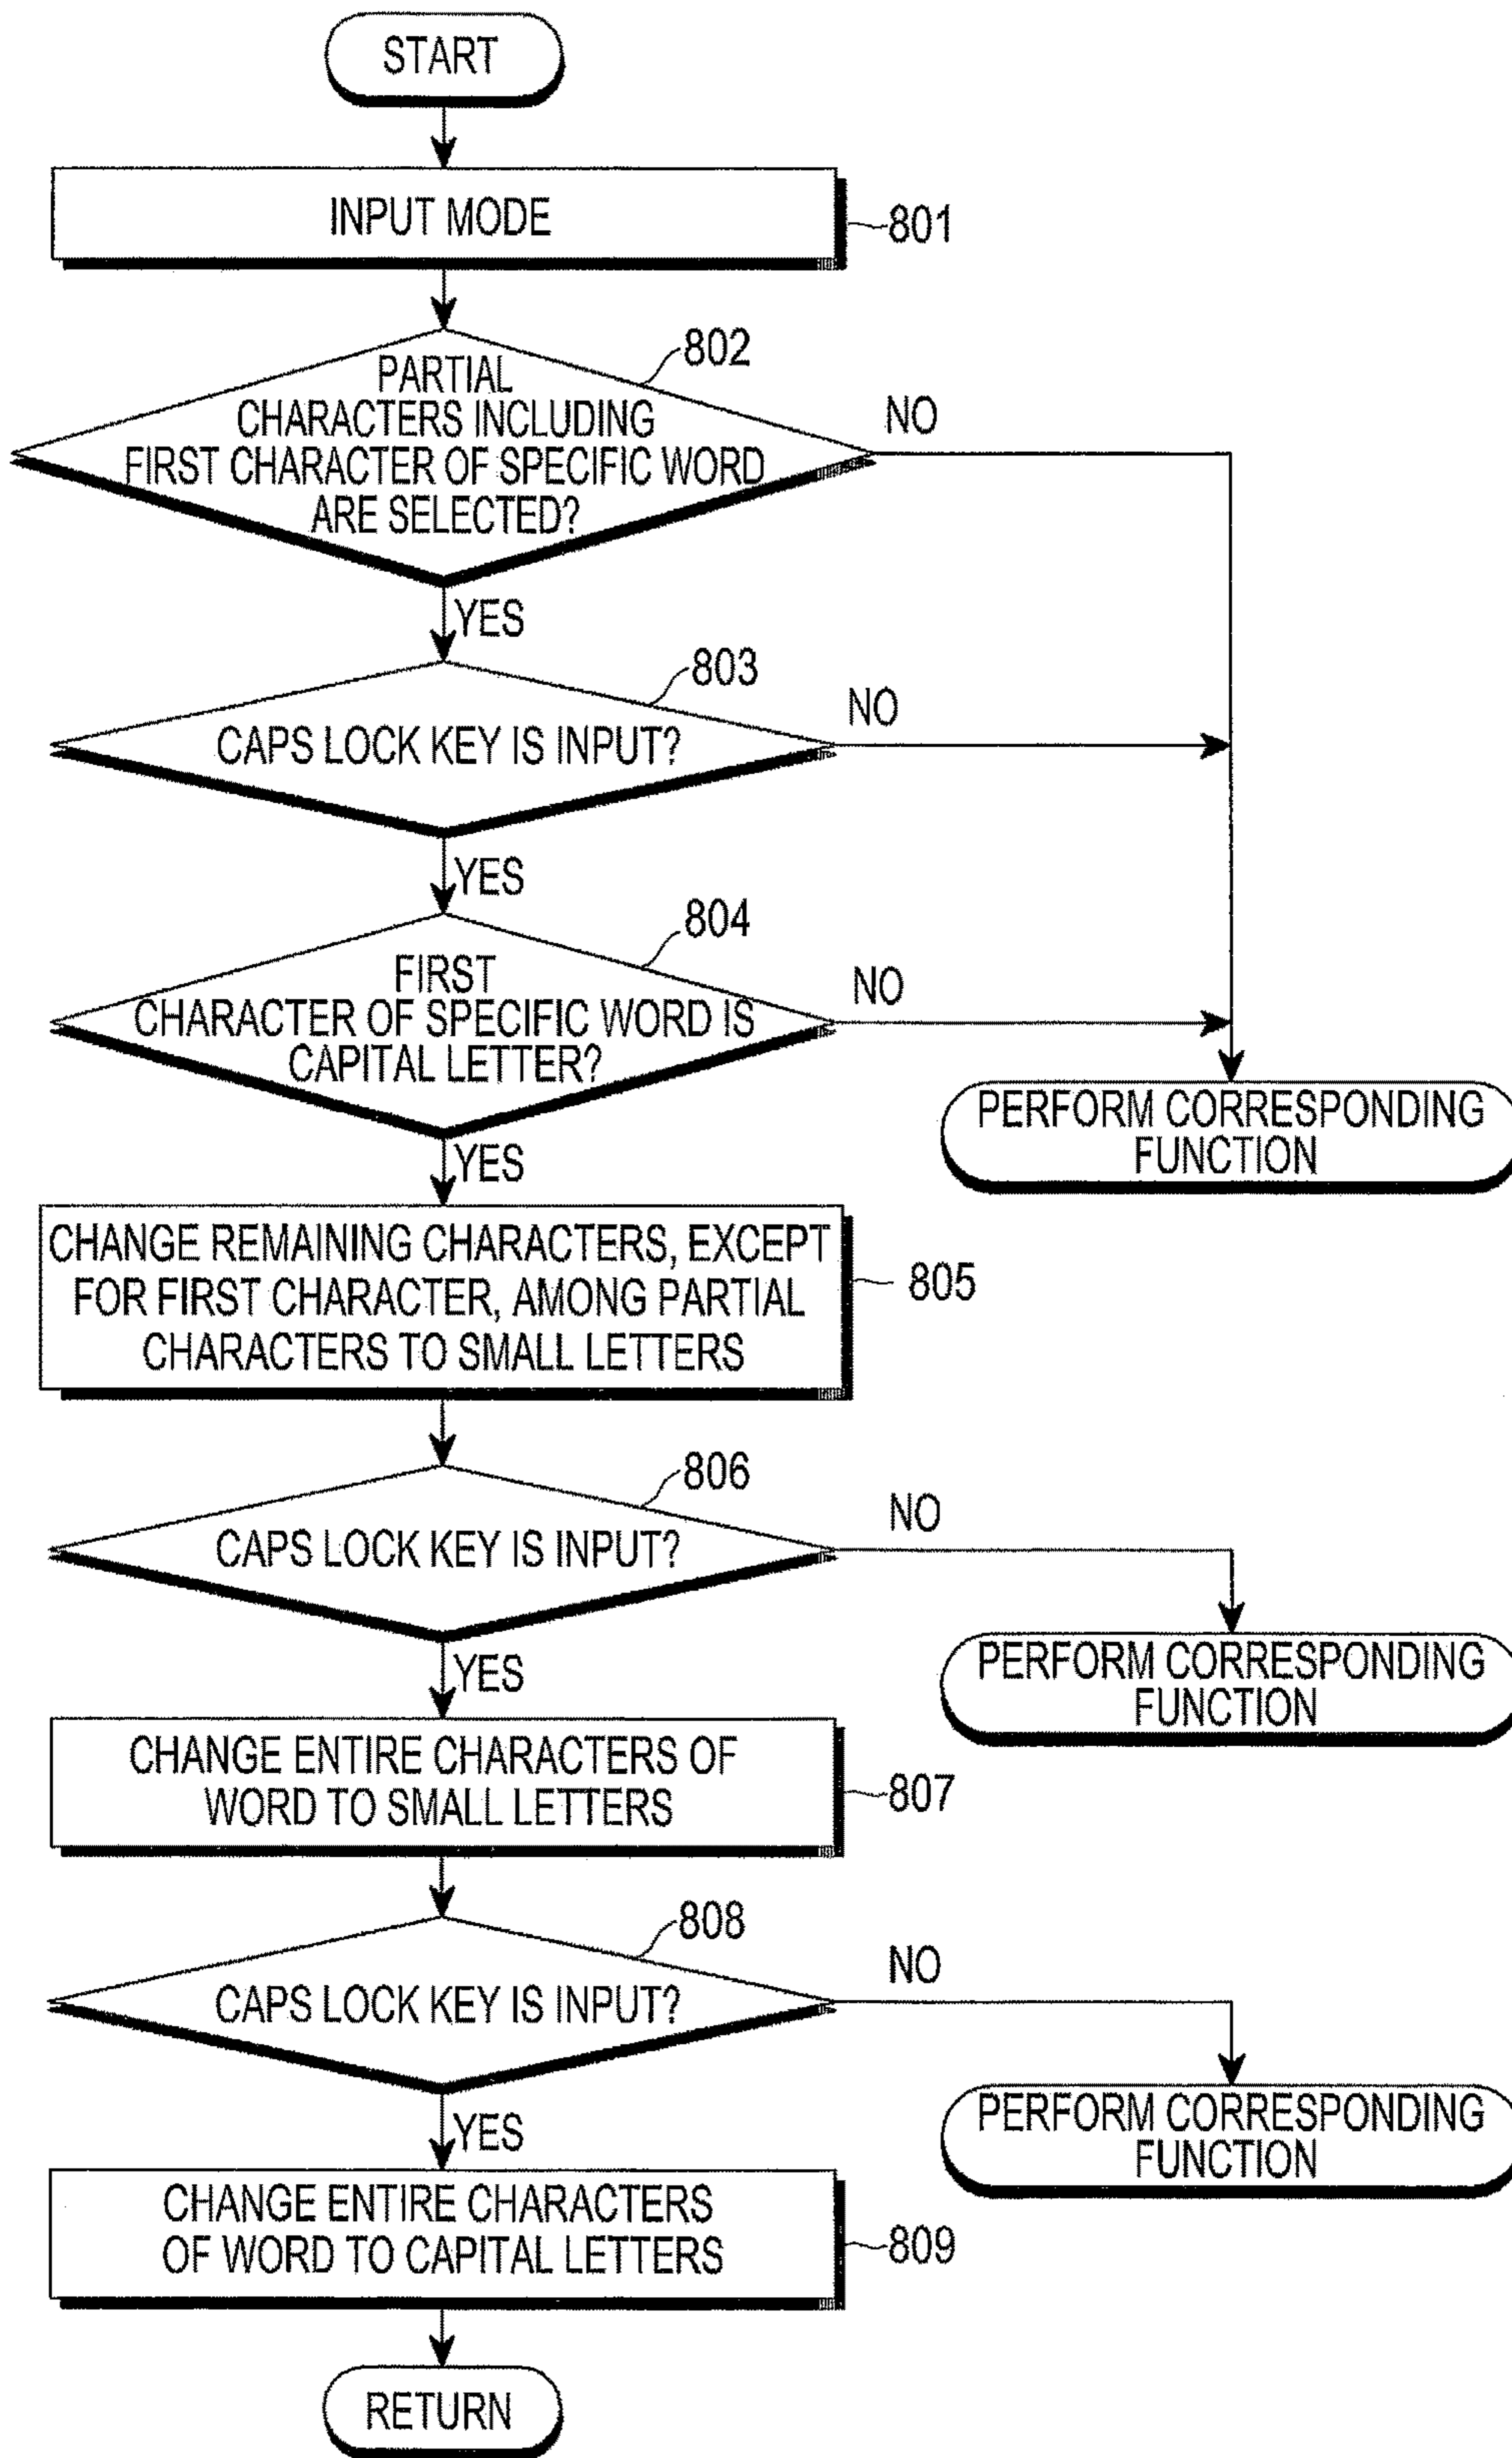 START
INPUT MODE
801
802
PARTIAL
CHARACTERS INCLUDING
FIRST CHARACTER OF SPECIFIC WORD
ARE SELECTED?
NO
YES
803
CAPS LOCK KEY IS INPUT?
NO
YES
804
FIRST
CHARACTER OF SPECIFIC WORD IS
CAPITAL LETTER?
NO
PERFORM CORRESPONDING
FUNCTION
YES
CHANGE REMAINING CHARACTERS, EXCEPT
FOR FIRST CHARACTER, AMONG PARTIAL
CHARACTERS TO SMALL LETTERS
805
806
CAPS LOCK KEY IS INPUT?
NO
PERFORM CORRESPONDING
FUNCTION
YES
CHANGE ENTIRE CHARACTERS OF
WORD TO SMALL LETTERS
807
808
CAPS LOCK KEY IS INPUT?
NO
PERFORM CORRESPONDING
FUNCTION
YES
CHANGE ENTIRE CHARACTERS
OF WORD TO CAPITAL LETTERS
809
RETURN